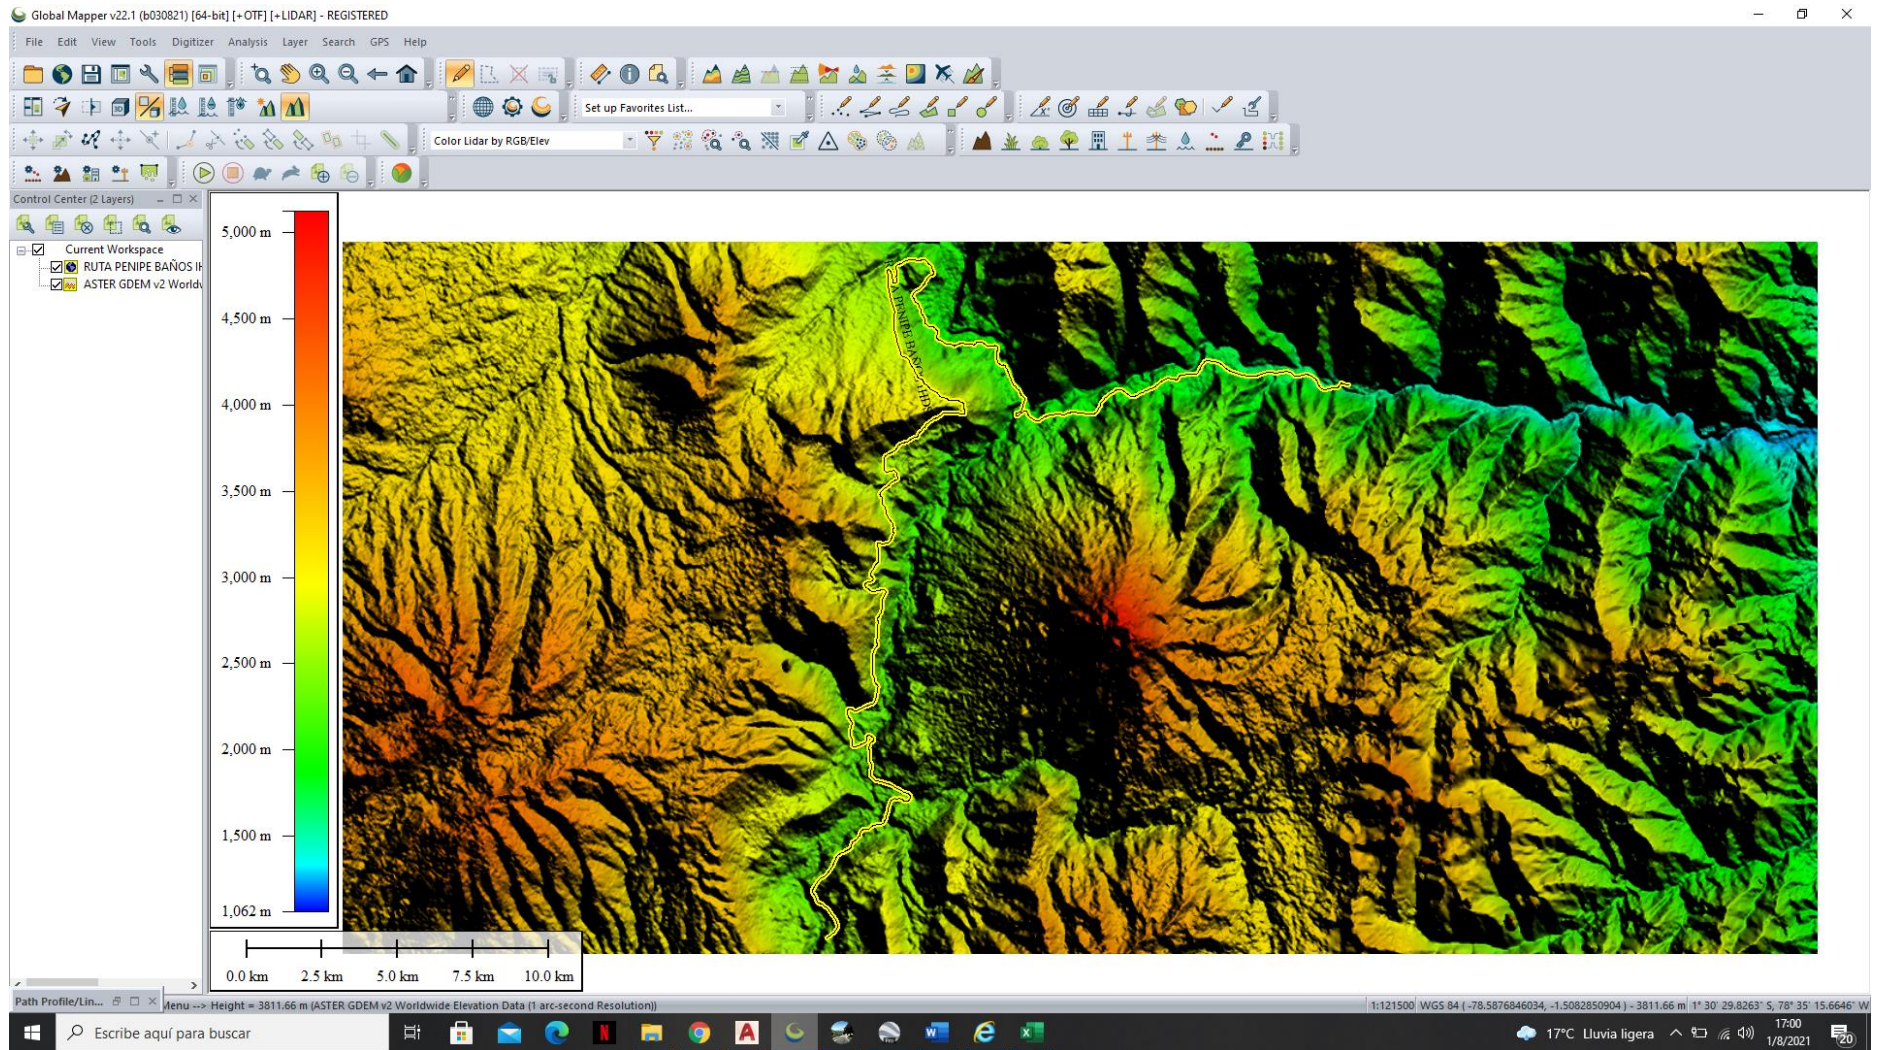 Global Mapper v22.1 (b030821) [64-bit] [+OTF] [+LIDAR] - REGISTERED
File Edit View Tools Digitizer Analysis Layer Search GPS Help
Set up Favorites List...
Color Lidar by RGB/Elev
Control Center (2 Layers)
Current Workspace
RUTA PENIPE BAÑOS IH
ASTER GDEM v2 Worldv
5,000 m
4,500 m
4,000 m
3,500 m
3,000 m
2,500 m
2,000 m
1,500 m
1,062 m
0.0 km 2.5 km 5.0 km 7.5 km 10.0 km
Path Profile/Lin...
Menu --> Height = 3811.66 m (ASTER GDEM v2 Worldwide Elevation Data (1 arc-second Resolution))
1:121500 WGS 84 ( -78.5876846034, -1.5082850904 ) - 3811.66 m 1° 30' 29.8263" S, 78° 35' 15.6646" W
Escribe aquí para buscar
17°C Lluvia ligera
17:00
1/8/2021
20